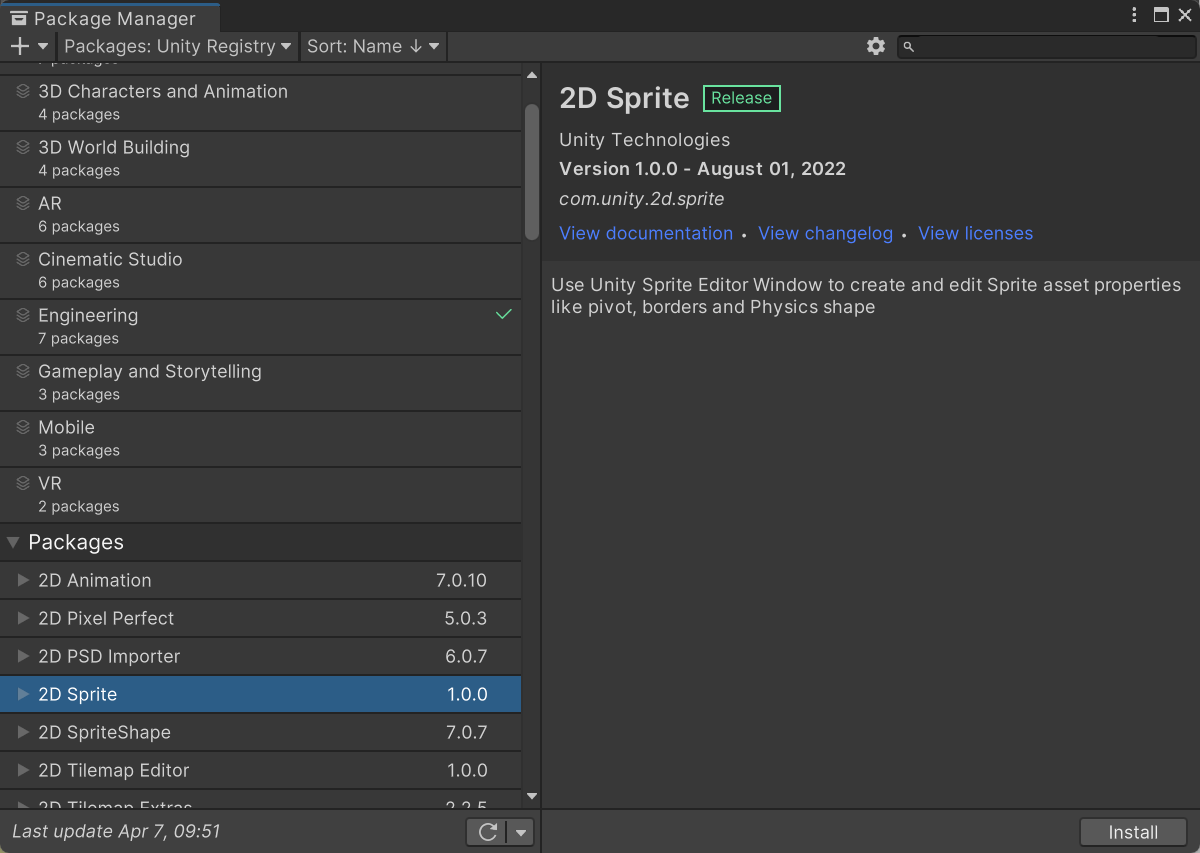 Package Manager
Packages: Unity Registry
Sort: Name ↓
3D Characters and Animation
4 packages
3D World Building
4 packages
AR
6 packages
Cinematic Studio
6 packages
Engineering
7 packages
Gameplay and Storytelling
3 packages
Mobile
3 packages
VR
2 packages
Packages
2D Animation 7.0.10
2D Pixel Perfect 5.0.3
2D PSD Importer 6.0.7
2D Sprite 1.0.0
2D SpriteShape 7.0.7
2D Tilemap Editor 1.0.0
2D Tilemap Extras 2.2.5
Last update Apr 7, 09:51
2D Sprite Release
Unity Technologies
Version 1.0.0 - August 01, 2022
com.unity.2d.sprite
View documentation • View changelog • View licenses
Use Unity Sprite Editor Window to create and edit Sprite asset properties
like pivot, borders and Physics shape
Install